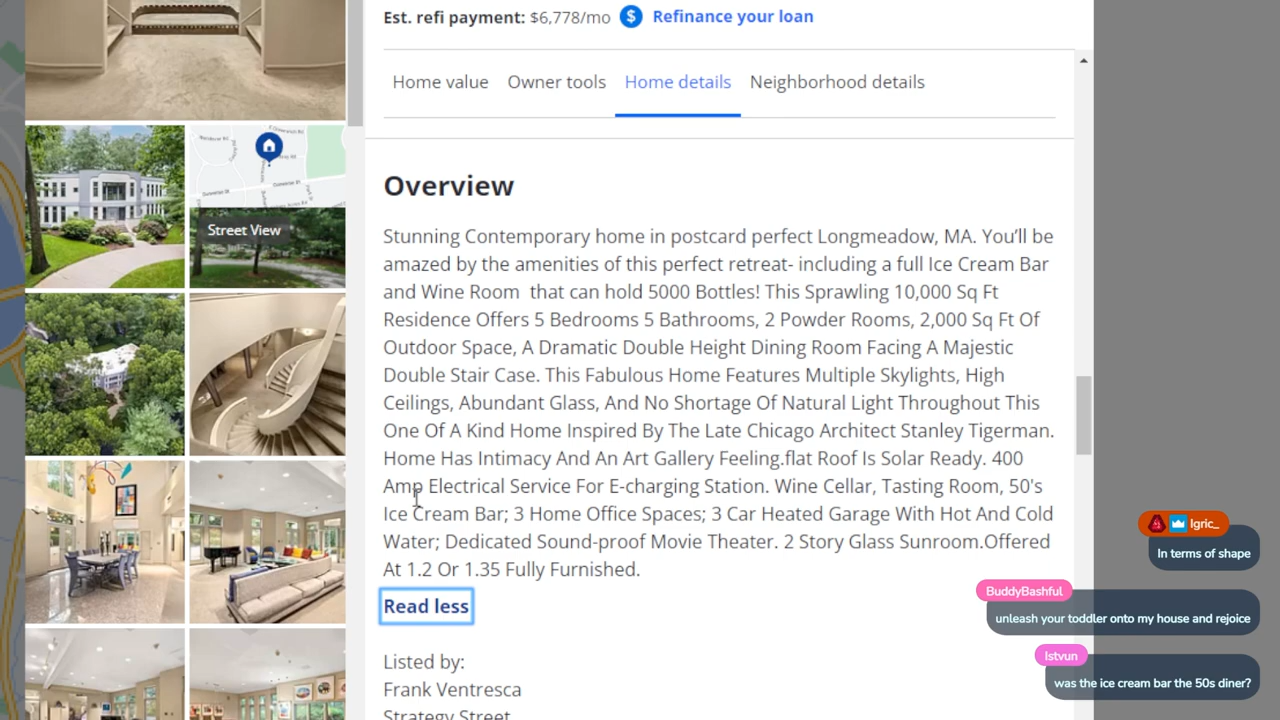 Est. refi payment: $6,778/mo $ Refinance your loan
Home value Owner tools Home details Neighborhood details
Overview
Stunning Contemporary home in postcard perfect Longmeadow, MA. You’ll be
amazed by the amenities of this perfect retreat- including a full Ice Cream Bar
and Wine Room  that can hold 5000 Bottles! This Sprawling 10,000 Sq Ft
Residence Offers 5 Bedrooms 5 Bathrooms, 2 Powder Rooms, 2,000 Sq Ft Of
Outdoor Space, A Dramatic Double Height Dining Room Facing A Majestic
Double Stair Case. This Fabulous Home Features Multiple Skylights, High
Ceilings, Abundant Glass, And No Shortage Of Natural Light Throughout This
One Of A Kind Home Inspired By The Late Chicago Architect Stanley Tigerman.
Home Has Intimacy And An Art Gallery Feeling.flat Roof Is Solar Ready. 400
Amp Electrical Service For E-charging Station. Wine Cellar, Tasting Room, 50's
Ice Cream Bar; 3 Home Office Spaces; 3 Car Heated Garage With Hot And Cold
Water; Dedicated Sound-proof Movie Theater. 2 Story Glass Sunroom.Offered
At 1.2 Or 1.35 Fully Furnished.
Read less
Listed by:
Frank Ventresca
Strategy Street
Street View
Igric_
In terms of shape
BuddyBashful
unleash your toddler onto my house and rejoice
Istvun
was the ice cream bar the 50s diner?